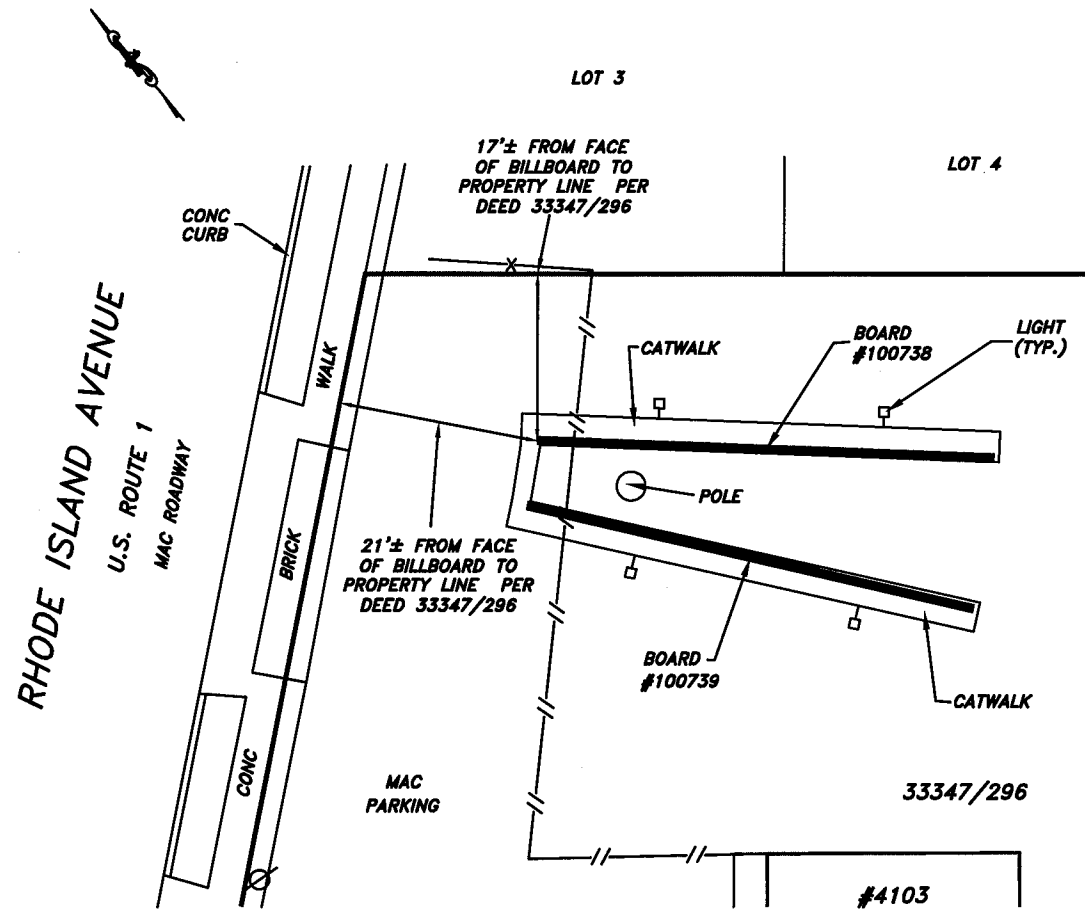 LOT 3
17'± FROM FACE
OF BILLBOARD TO
PROPERTY LINE PER
DEED 33347/296
LOT 4
CONC
CURB
RHODE ISLAND AVENUE
U.S. ROUTE 1
MAC ROADWAY
WALK
BRICK
CONC
CATWALK
BOARD
#100738
LIGHT
(TYP.)
POLE
21'± FROM FACE
OF BILLBOARD TO
PROPERTY LINE PER
DEED 33347/296
BOARD
#100739
CATWALK
MAC
PARKING
33347/296
#4103